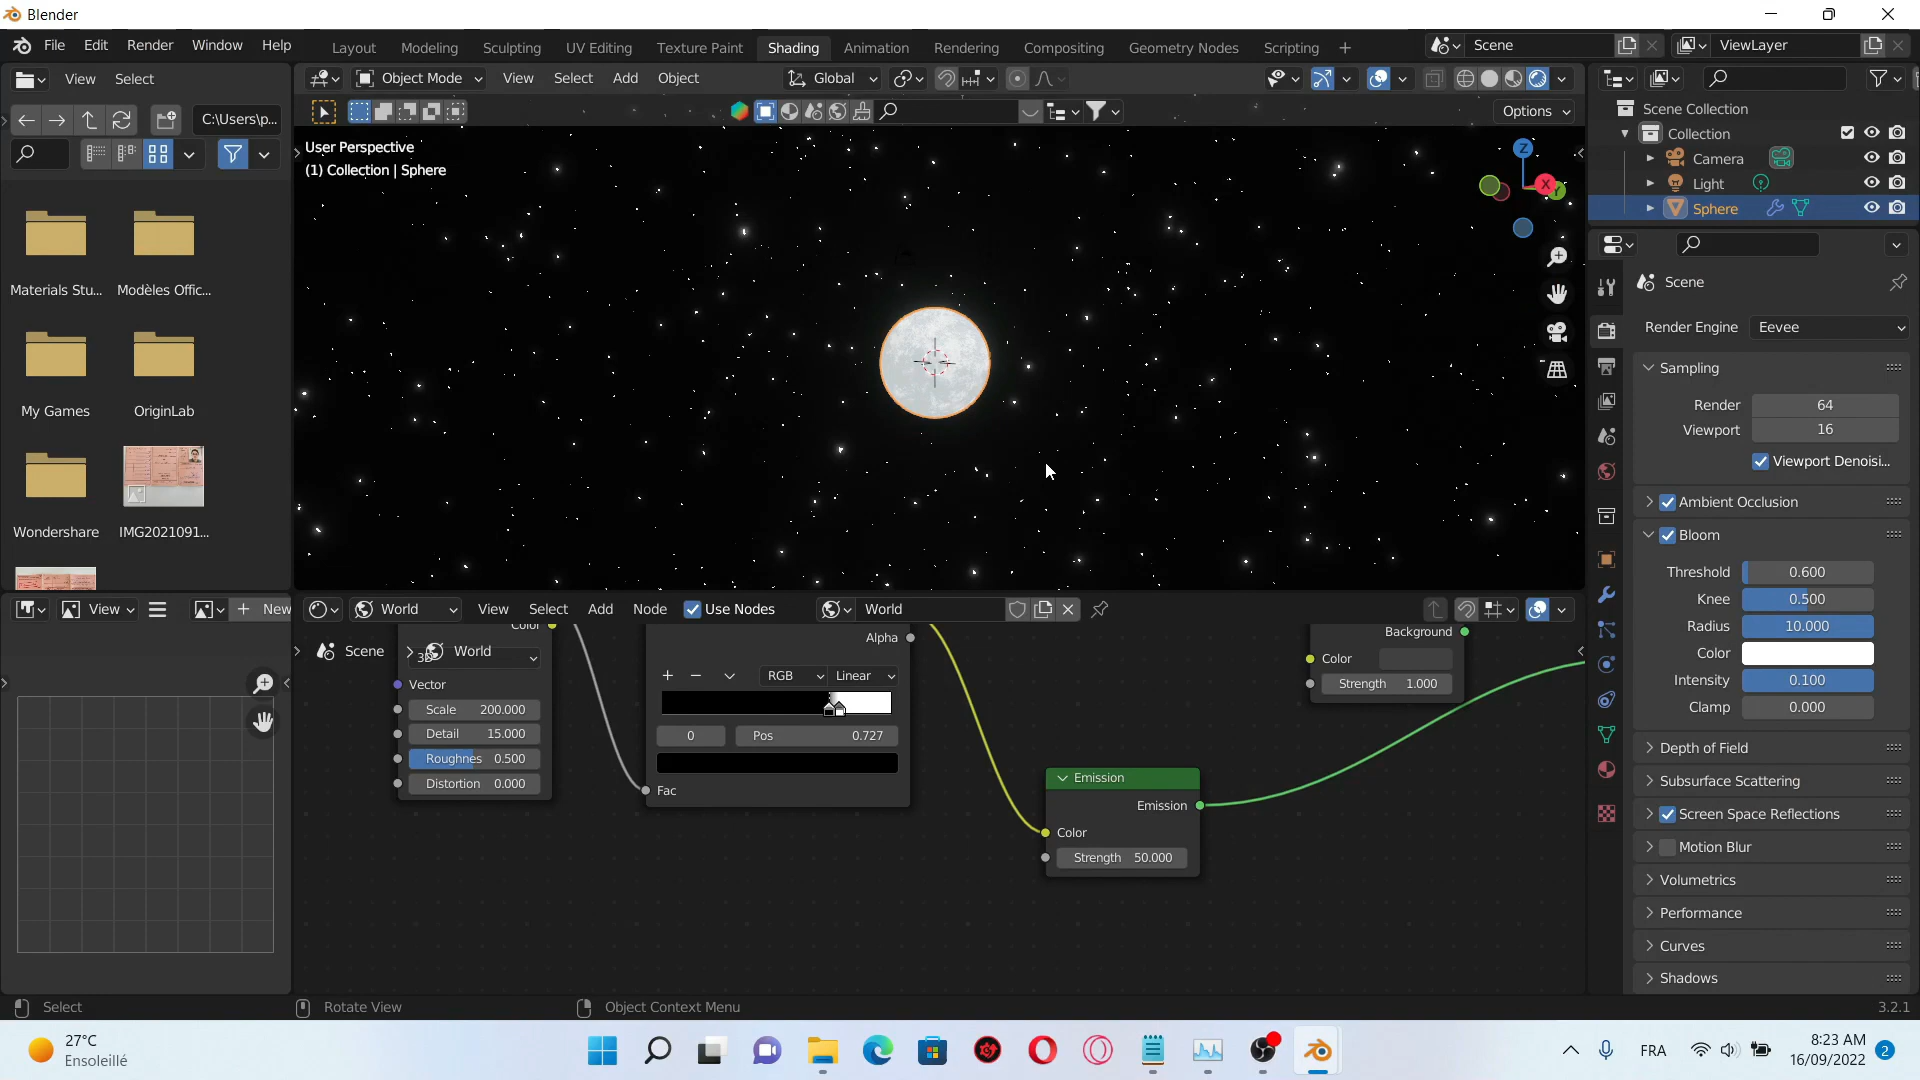 Blender
File Edit Render Window Help
Layout Modeling Sculpting UV Editing Texture Paint Shading Animation Rendering Compositing Geometry Nodes Scripting
Scene
ViewLayer
View Select
Object Mode View Select Add Object Global
C:\Users\p...
Options
User Perspective
(1) Collection | Sphere
Z
X
Y
Materials Stu... Modèles Offic...
My Games OriginLab
Wondershare IMG2021091...
Scene Collection
Collection
Camera
Light
Sphere
Scene
Render Engine Eevee
Sampling
Render 64
Viewport 16
Viewport Denoisi...
Ambient Occlusion
Bloom
Threshold 0.600
Knee 0.500
Radius 10.000
Color
Intensity 0.100
Clamp 0.000
Depth of Field
Subsurface Scattering
Screen Space Reflections
Motion Blur
Volumetrics
Performance
Curves
Shadows
View
New
World View Select Add Node Use Nodes World
Scene World
Color
3D
Vector
Scale 200.000
Detail 15.000
Roughnes 0.500
Distortion 0.000
Alpha
RGB Linear
0 Pos 0.727
Fac
Emission
Emission
Color
Strength 50.000
Background
Color
Strength 1.000
Select Rotate View Object Context Menu 3.2.1
27°C
Ensoleillé
FRA
8:23 AM
16/09/2022
2